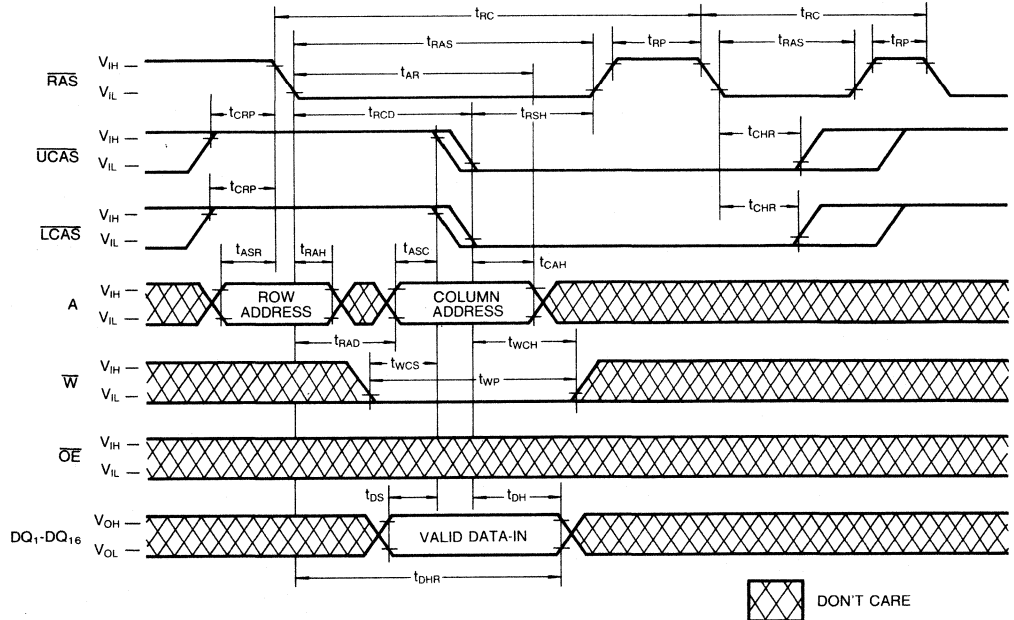 tRC tRC
tRAS tRP tRAS tRP
tAR
RAS VIH
VIL
tCRP tRCD tRSH
UCAS VIH
VIL
tCHR
tCRP
LCAS VIH
VIL
tCHR
tASR tRAH tASC tCAH
A VIH
VIL
ROW ADDRESS
COLUMN ADDRESS
tRAD tWCS tWCH
tWP
W VIH
VIL
OE VIH
VIL
tDS tDH
DQ1-DQ16 VOH
VOL
VALID DATA-IN
tDHR
DON'T CARE